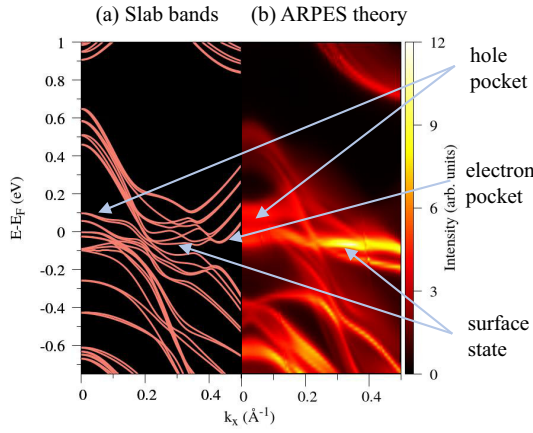 (a) Slab bands
(b) ARPES theory
hole
pocket
electron
pocket
surface
state
E-E_F (eV)
1
0.8
0.6
0.4
0.2
0
-0.2
-0.4
-0.6
0
0.2
0.4
0
0.2
0.4
k_x (Å⁻¹)
12
9
6
3
0
Intensity (arb. units)